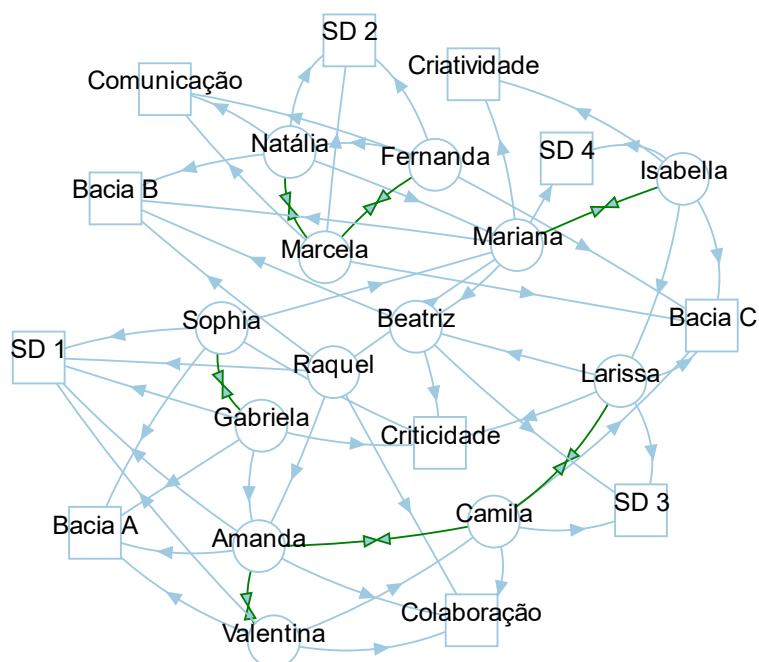 SD 2
Comunicação
Criatividade
Natália
Fernanda
SD 4
Isabella
Bacia B
Marcela
Mariana
Sophia
Beatriz
Bacia C
SD 1
Raquel
Larissa
Gabriela
Criticidade
SD 3
Bacia A
Amanda
Camila
Colaboração
Valentina